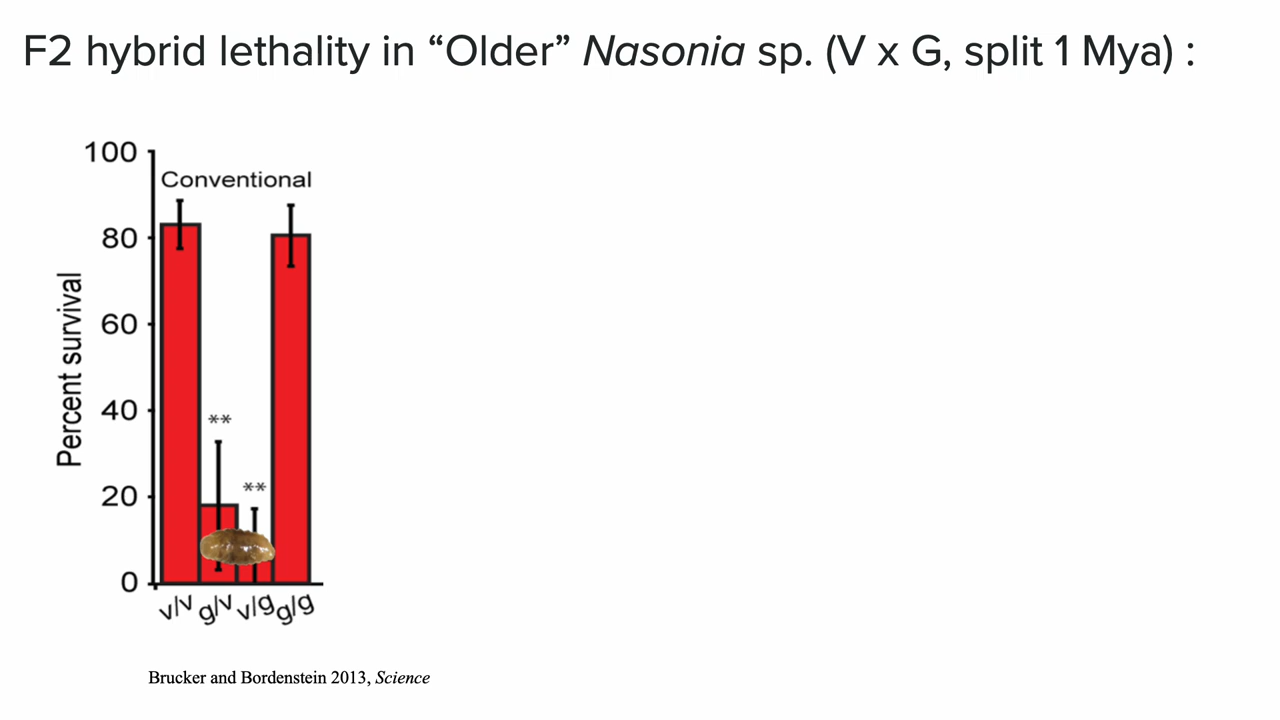 F2 hybrid lethality in “Older” Nasonia sp. (V x G, split 1 Mya) :
100
Conventional
80
60
Percent survival
40
**
**
20
0
v/v g/v v/g g/g
Brucker and Bordenstein 2013, Science